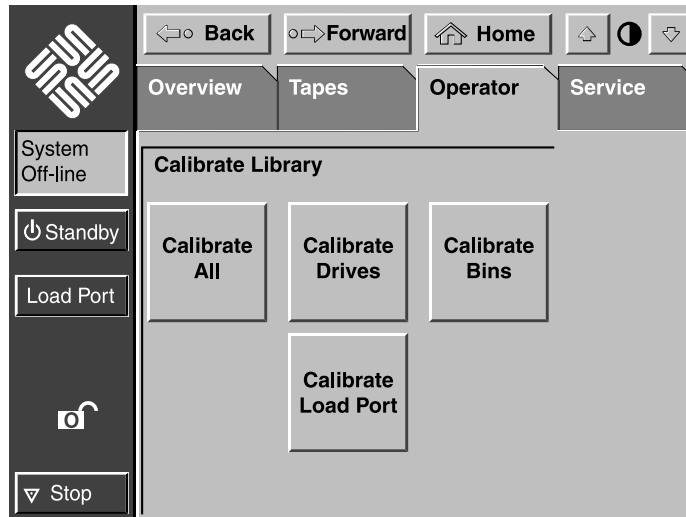 Back
Forward
Home
Overview
Tapes
Operator
Service
System
Off-line
Standby
Load Port
Stop
Calibrate Library
Calibrate
All
Calibrate
Drives
Calibrate
Bins
Calibrate
Load Port